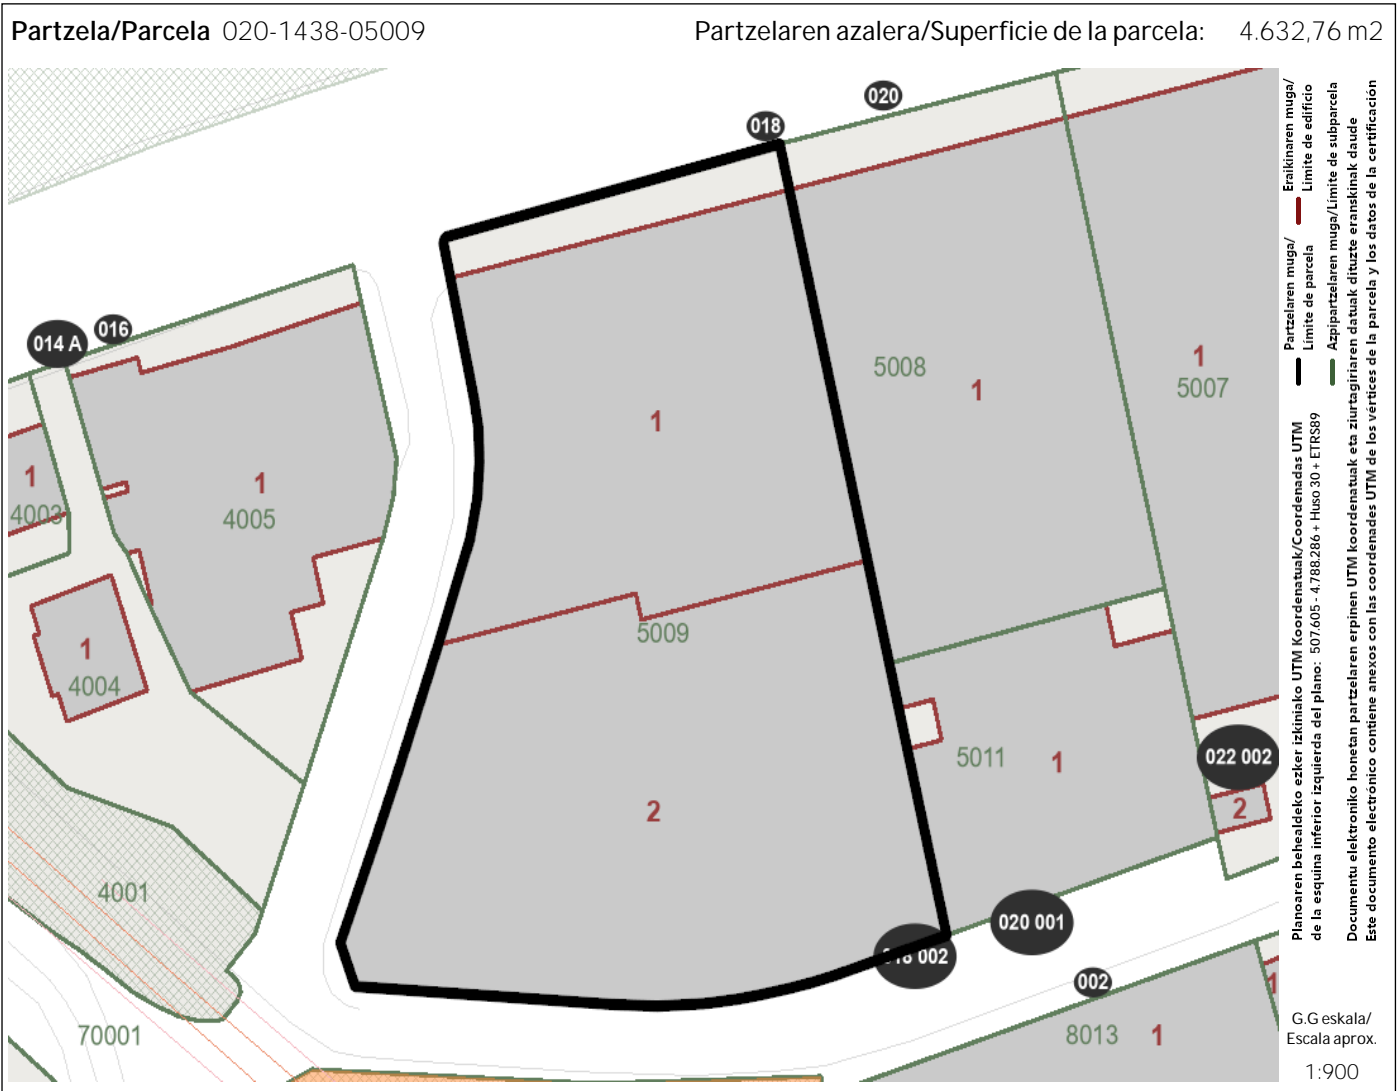 Partzela/Parcela 020-1438-05009
Partzelaren azalera/Superficie de la parcela: 4.632,76 m2
020
018
016
014 A
1
5008
1
1
5007
1
4003
1
4005
5009
1
4004
2
5011
1
022 002
2
4001
020 001
018 002
002
70001
8013
1
1
Partzelaren muga/
Límite de parcela
Eraikinaren muga/
Límite de edificio
Azpipartzelaren muga/Límite de subparcela
Planoaren behealdeko ezker izkiniako UTM Koordenatuak/Coordenadas UTM
de la esquina inferior izquierda del plano: 507.605 - 4.788.286 + Huso 30 + ETRS89
Documentu elektroniko honetan partzelaren erpinen UTM koordenatuak eta ziurtagiriaren datuak dituzte eranskinak daude
Este documento electrónico contiene anexos con las coordenades UTM de los vértices de la parcela y los datos de la certificación
G.G eskala/
Escala aprox.
1:900